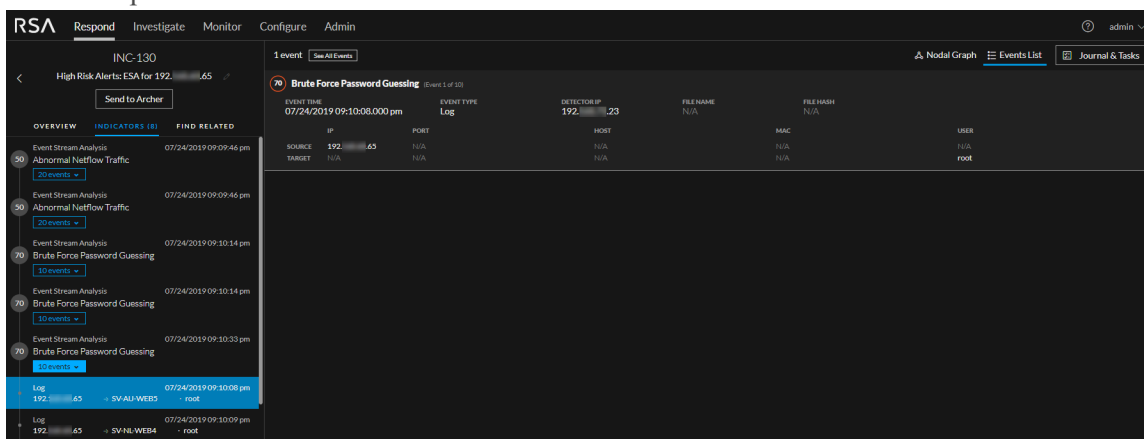 RSA Respond Investigate Monitor Configure Admin admin
INC-130
High Risk Alerts: ESA for 192. .65
Send to Archer
OVERVIEW INDICATORS (8) FIND RELATED
Event Stream Analysis 07/24/2019 09:09:46 pm
50 Abnormal Netflow Traffic
20 events
Event Stream Analysis 07/24/2019 09:09:46 pm
50 Abnormal Netflow Traffic
20 events
Event Stream Analysis 07/24/2019 09:10:14 pm
70 Brute Force Password Guessing
10 events
Event Stream Analysis 07/24/2019 09:10:14 pm
70 Brute Force Password Guessing
10 events
Event Stream Analysis 07/24/2019 09:10:33 pm
70 Brute Force Password Guessing
10 events
Log 07/24/2019 09:10:08 pm
192. .65 SV-AU-WEB5 root
Log 07/24/2019 09:10:09 pm
192. .65 SV-NL-WEB4 root
1 event See All Events Nodal Graph Events List Journal & Tasks
70 Brute Force Password Guessing (Event 1 of 10)
EVENT TIME EVENT TYPE DETECTOR IP FILE NAME FILE HASH
07/24/2019 09:10:08.000 pm Log 192. .23 N/A N/A
IP PORT HOST MAC USER
SOURCE 192. .65 N/A N/A N/A N/A
TARGET N/A N/A N/A N/A root